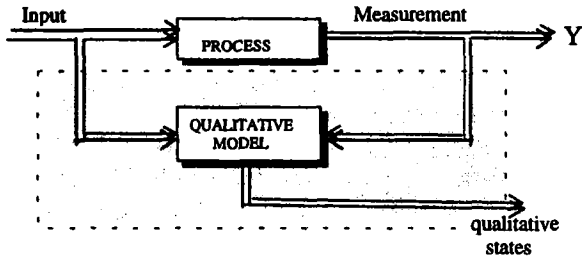 Input
Measurement
PROCESS
Y
QUALITATIVE
MODEL
qualitative
states